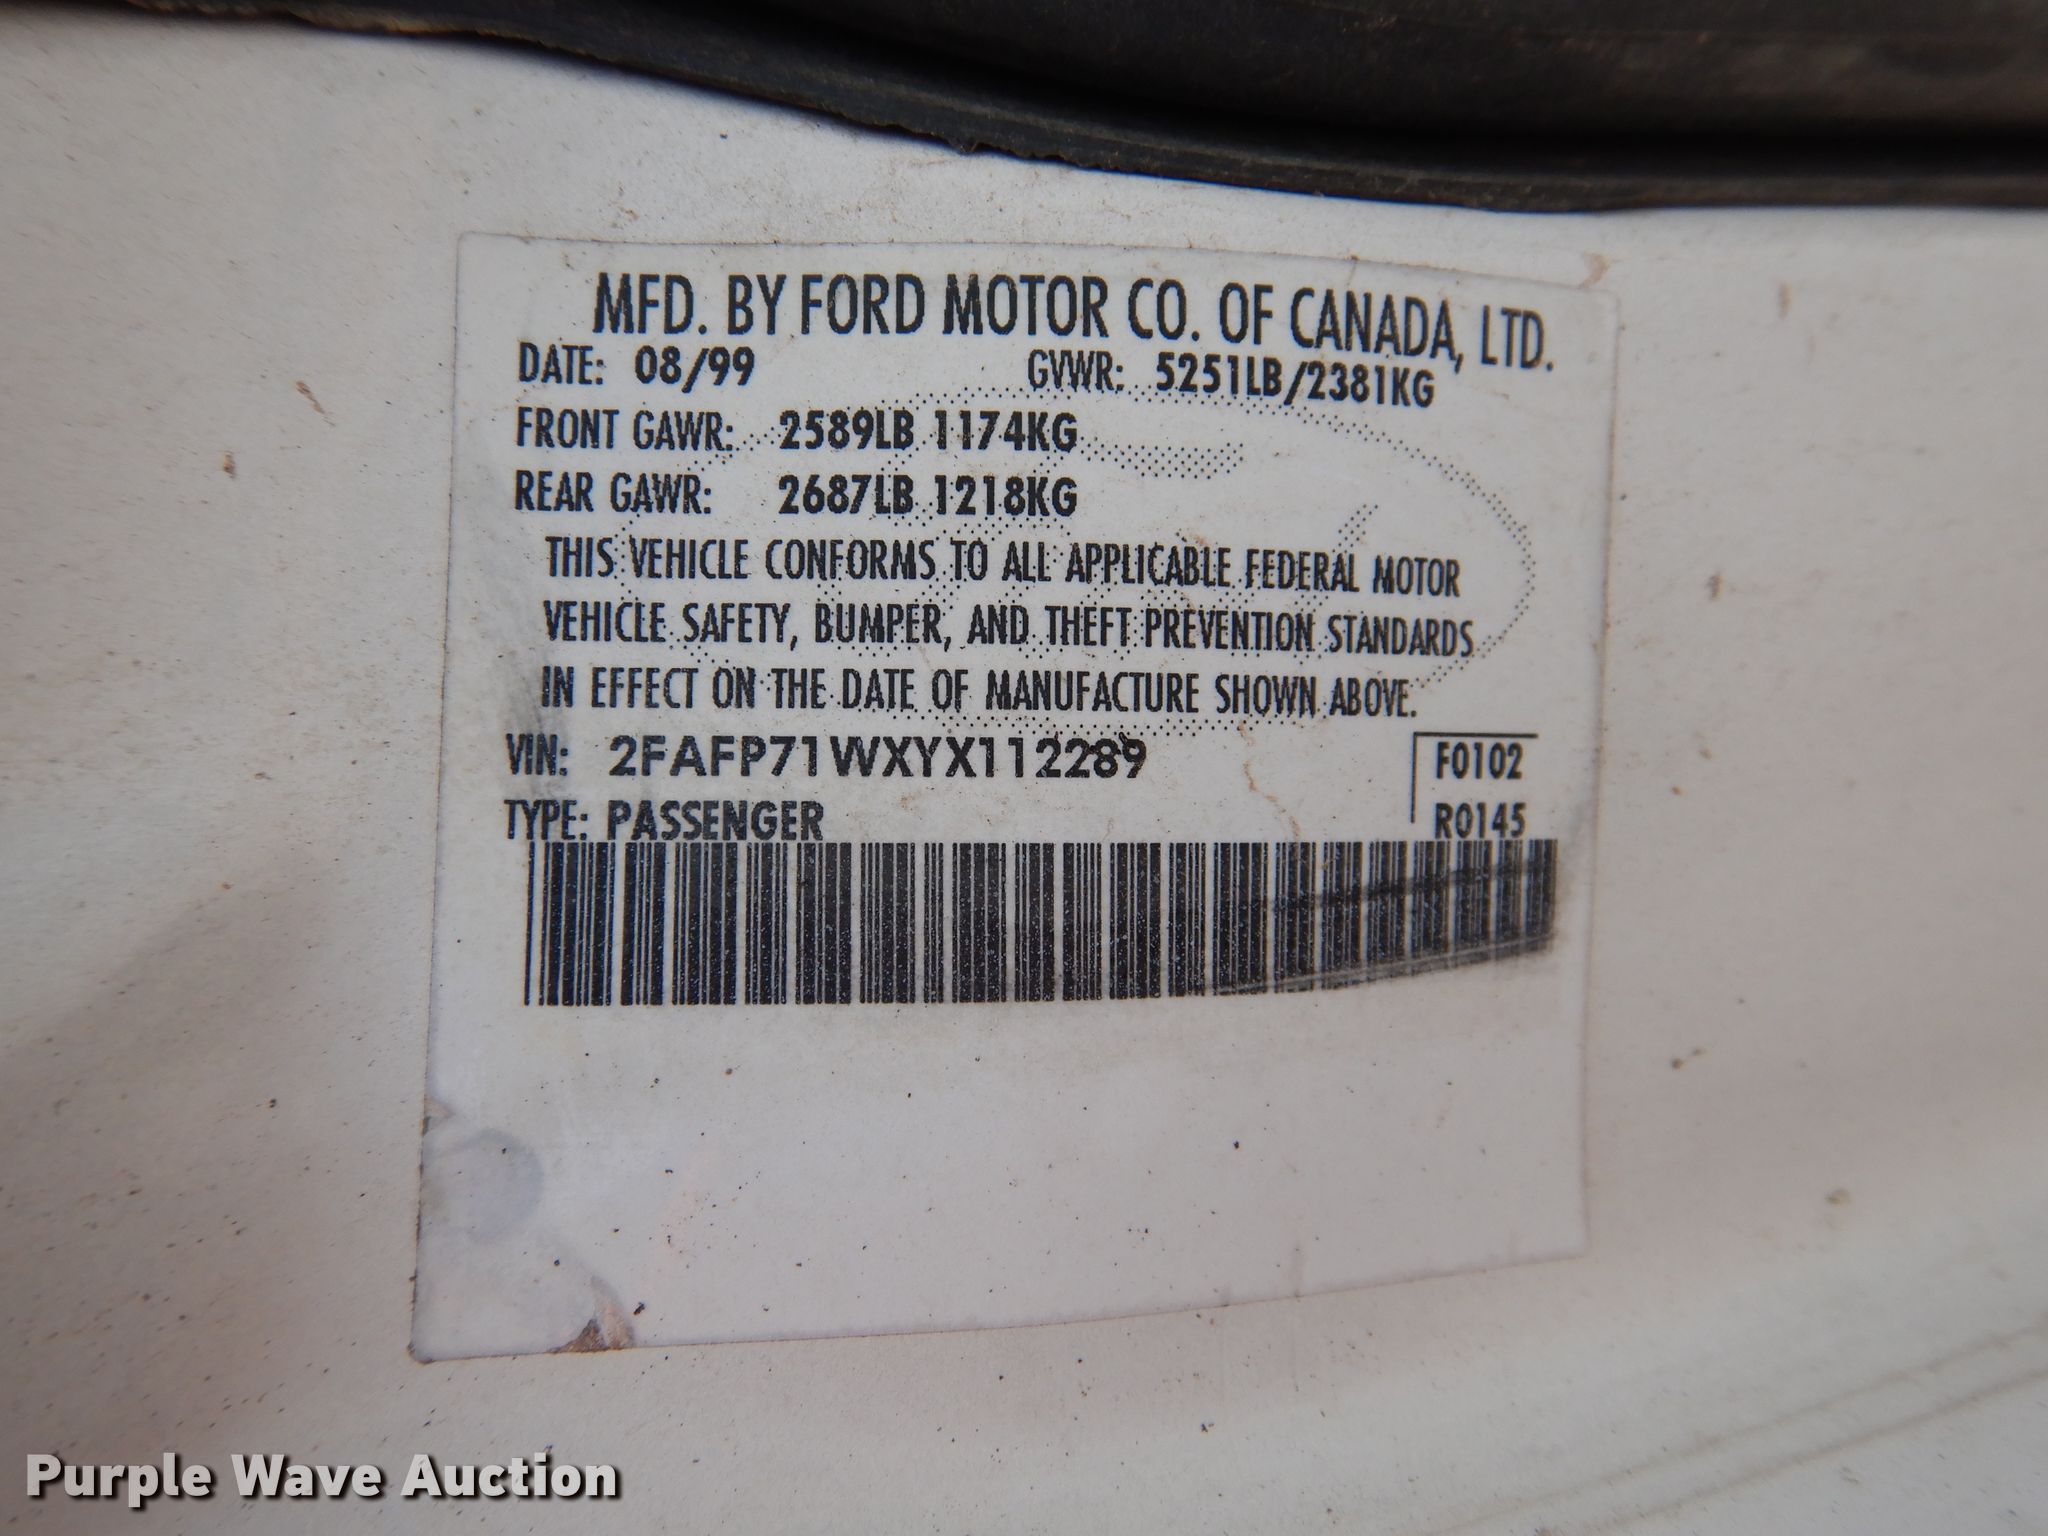 MFD. BY FORD MOTOR CO. OF CANADA, LTD.
DATE: 08/99 GVWR: 5251LB/2381KG
FRONT GAWR: 2589LB 1174KG
REAR GAWR: 2687LB 1218KG
THIS VEHICLE CONFORMS TO ALL APPLICABLE FEDERAL MOTOR
VEHICLE SAFETY, BUMPER, AND THEFT PREVENTION STANDARDS
IN EFFECT ON THE DATE OF MANUFACTURE SHOWN ABOVE.
VIN: 2FAFP71WXYX112289 F0102
TYPE: PASSENGER R0145
Purple Wave Auction